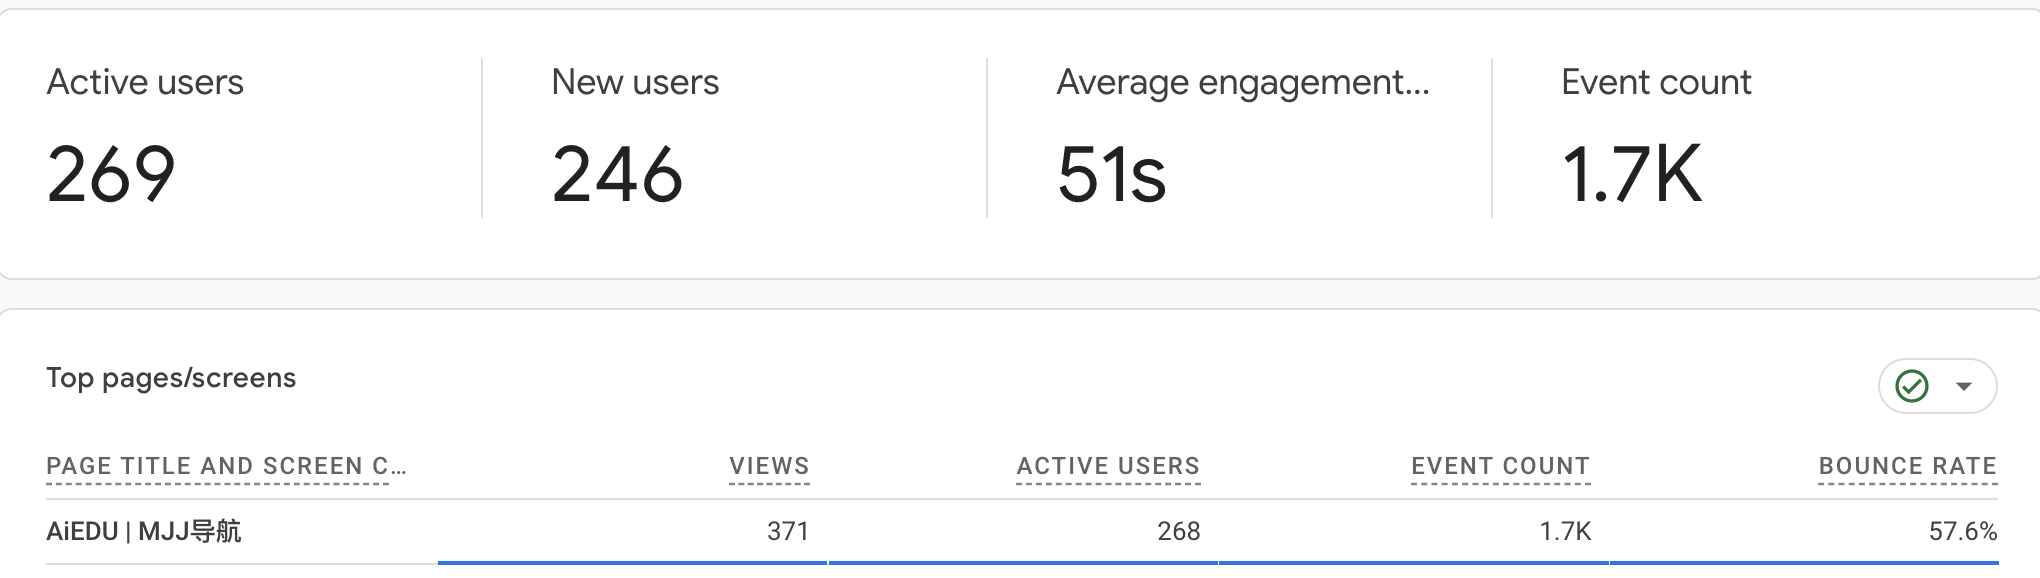 Active users
New users
Average engagement...
Event count
269
246
51s
1.7K
Top pages/screens
PAGE TITLE AND SCREEN C...
VIEWS
ACTIVE USERS
EVENT COUNT
BOUNCE RATE
AiEDU | MJJ导航
371
268
1.7K
57.6%